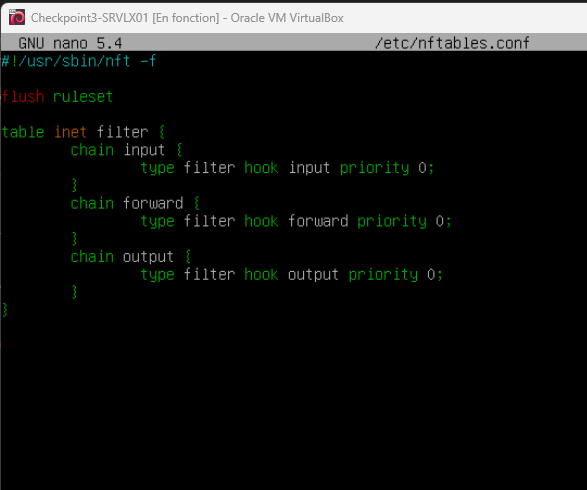 Checkpoint3-SRVLX01 [En fonction] - Oracle VM VirtualBox
GNU nano 5.4 /etc/nftables.conf
#!/usr/sbin/nft -f
flush ruleset
table inet filter {
chain input {
type filter hook input priority 0;
}
chain forward {
type filter hook forward priority 0;
}
chain output {
type filter hook output priority 0;
}
}